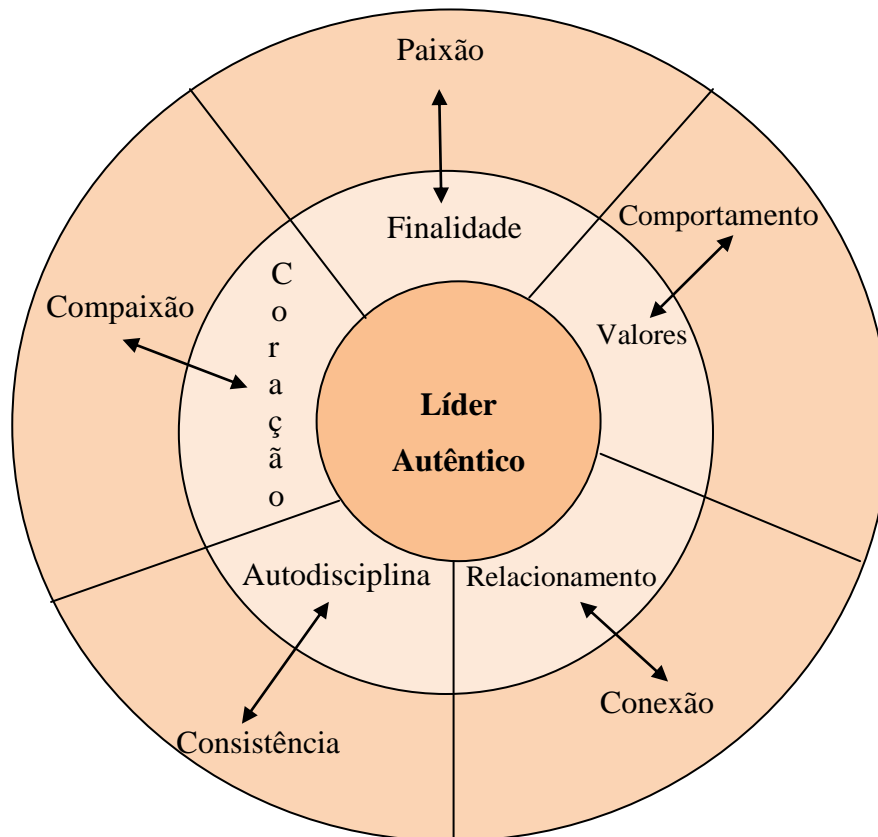 Paixão
Finalidade
Comportamento
Valores
Coração
Compaixão
Líder
Autêntico
Autodisciplina
Relacionamento
Conexão
Consistência